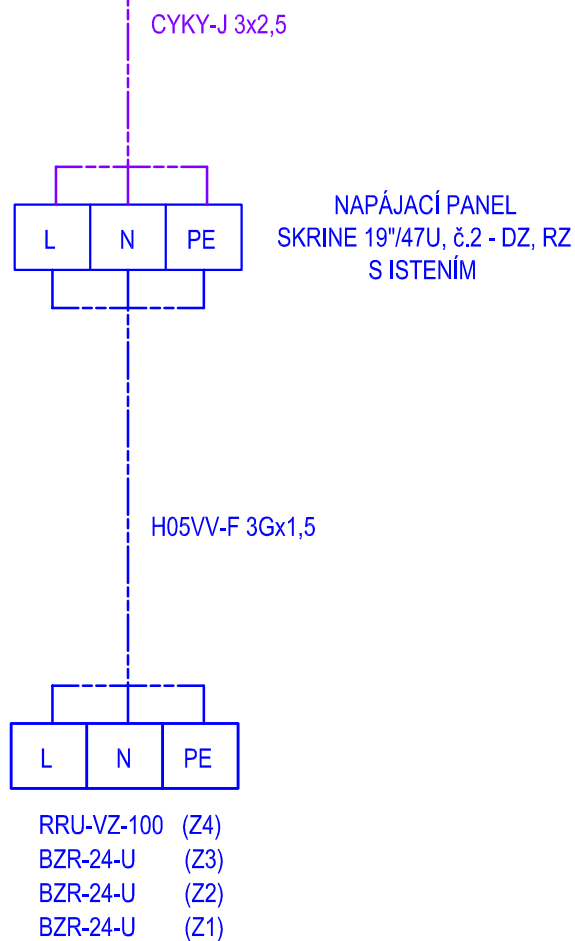 CYKY-J 3x2,5
L N PE
NAPÁJACÍ PANEL
SKRINE 19"/47U, č.2 - DZ, RZ
S ISTENÍM
H05VV-F 3Gx1,5
L N PE
RRU-VZ-100 (Z4)
BZR-24-U (Z3)
BZR-24-U (Z2)
BZR-24-U (Z1)